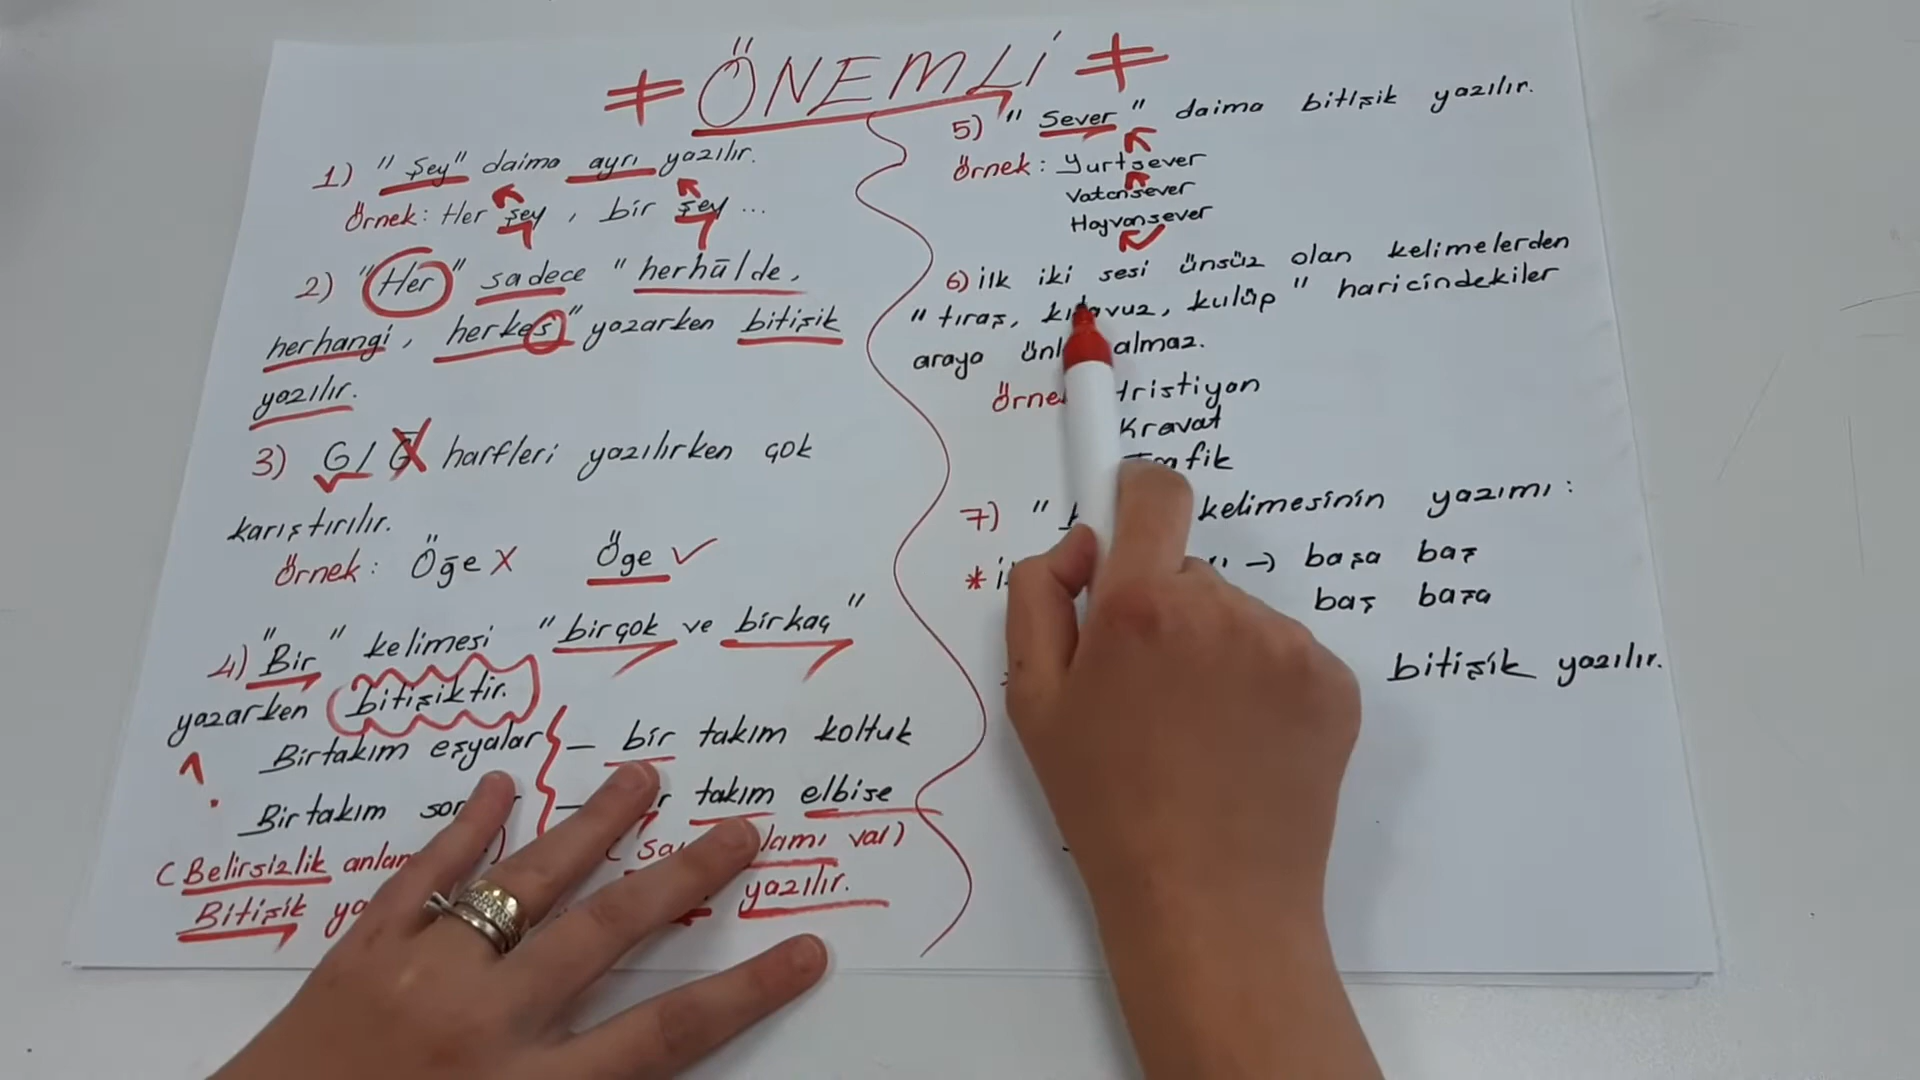 ÖNEMLİ
1) "Şey" daima ayrı yazılır.
Örnek: Her şey, bir şey ...
2) "Her" sadece "herhâlde,
herhangi, herkes" yazarken bitişik
yazılır.
3) G/ Ğ harfleri yazılırken çok
karıştırılır.
Örnek: Öğe X Öge ✓
4) "Bir" kelimesi "birçok ve birkaç"
yazarken bitişiktir.
! Birtakım eşyalar
Birtakım
(Belirsizlik
Bitişik
— bir takım koltuk
— takım elbise
var)
yazılır.
5) "Sever" daima bitişik yazılır.
Örnek: Yurtsever
Vatansever
Hayvansever
6) İlk iki sesi ünsüz olan kelimelerden
"tıraş, kulüp" haricindekiler
araya almaz.
Kravat
7) " kelimesinin yazımı:
* → başa baş
baş başa
bitişik yazılır.